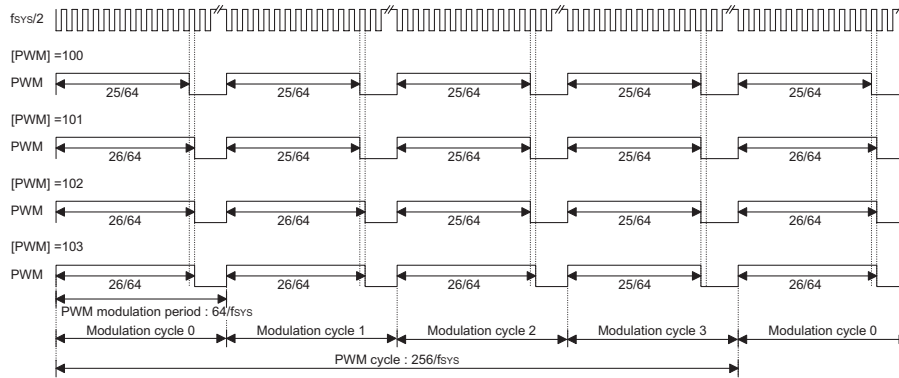 fSYS/2
[PWM] =100
PWM
25/64 25/64 25/64 25/64 25/64
[PWM] =101
PWM
26/64 25/64 25/64 25/64 26/64
[PWM] =102
PWM
26/64 26/64 25/64 25/64 26/64
[PWM] =103
PWM
26/64 26/64 26/64 25/64 26/64
PWM modulation period : 64/fSYS
Modulation cycle 0 Modulation cycle 1 Modulation cycle 2 Modulation cycle 3 Modulation cycle 0
PWM cycle : 256/fSYS